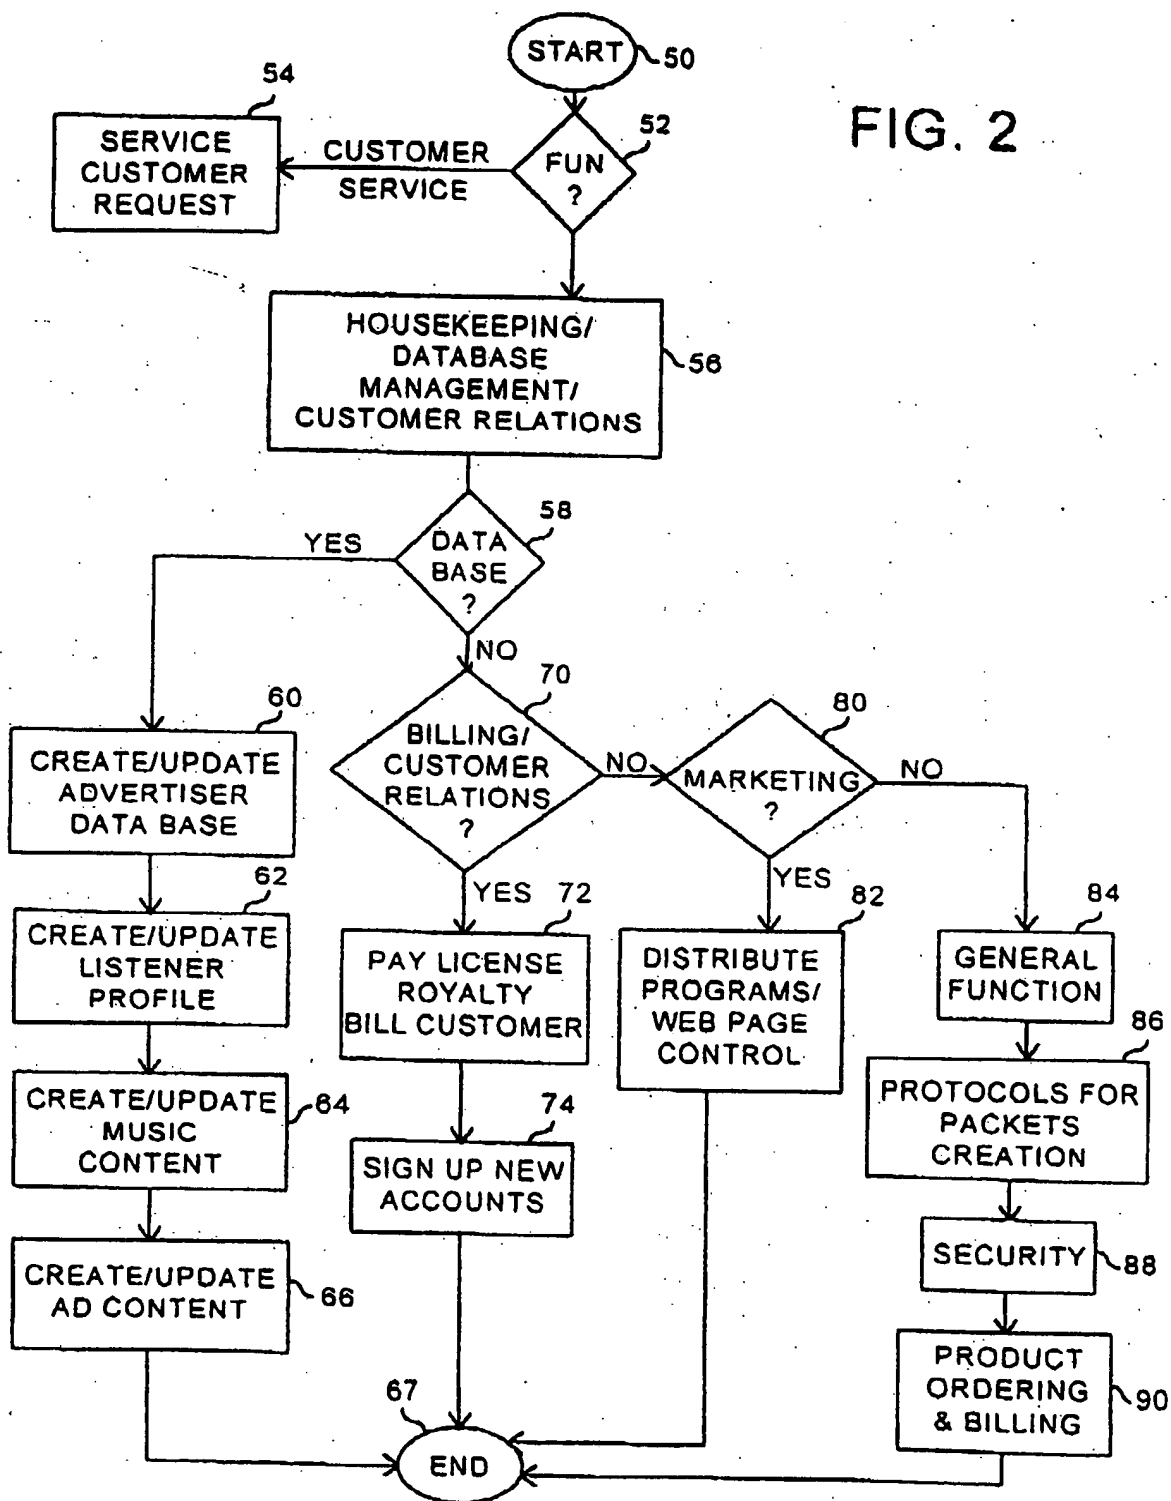 START
50
FIG. 2
54
SERVICE
CUSTOMER
REQUEST
CUSTOMER
SERVICE
52
FUN
?
HOUSEKEEPING/
DATABASE
MANAGEMENT/
CUSTOMER RELATIONS
56
58
DATA
BASE
?
YES
NO
60
CREATE/UPDATE
ADVERTISER
DATA BASE
62
CREATE/UPDATE
LISTENER
PROFILE
CREATE/UPDATE
MUSIC
CONTENT
64
CREATE/UPDATE
AD CONTENT
66
70
BILLING/
CUSTOMER
RELATIONS
?
NO
YES
72
PAY LICENSE
ROYALTY
BILL CUSTOMER
74
SIGN UP NEW
ACCOUNTS
80
MARKETING
?
NO
YES
82
DISTRIBUTE
PROGRAMS/
WEB PAGE
CONTROL
84
GENERAL
FUNCTION
86
PROTOCOLS FOR
PACKETS
CREATION
SECURITY
88
PRODUCT
ORDERING
& BILLING
90
67
END